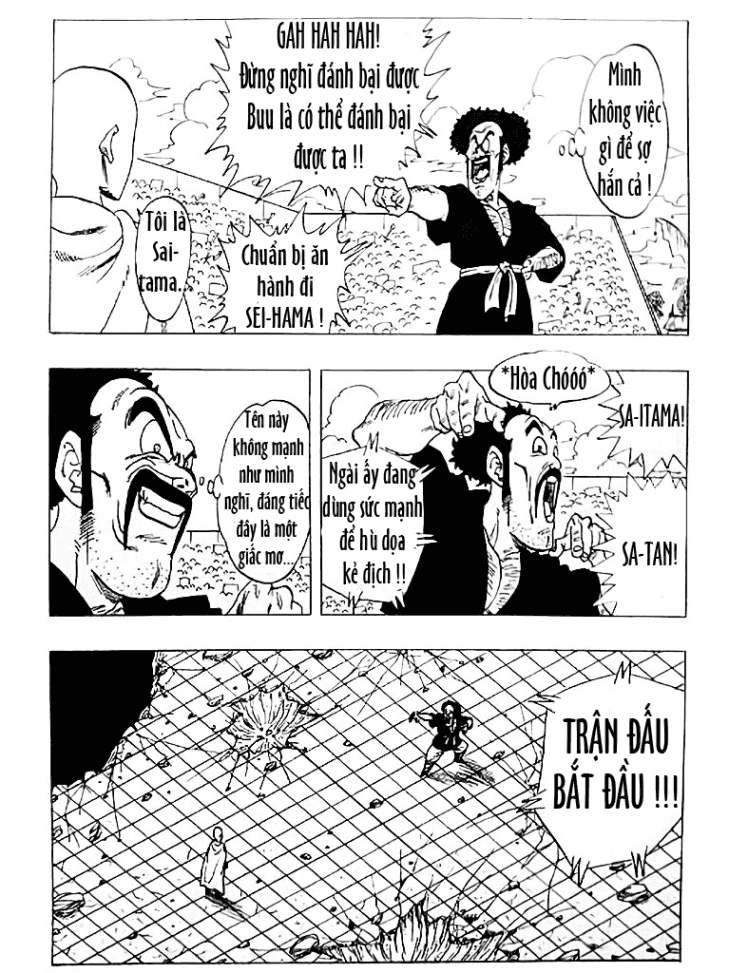 GAH HAH HAH!
Đừng nghĩ đánh bại được
Buu là có thể đánh bại
được ta !!
Mình
không việc
gì để sợ
hắn cả !
Tôi là
Sai-
tama...
Chuẩn bị ăn
hành đi
SEI-HAMA !
Tên này
không mạnh
như mình
nghĩ, đáng tiếc
đây là một
giấc mơ...
*Hòa Chóóó*
SA-ITAMA!
Ngài ấy đang
dùng sức mạnh
để hù dọa
kẻ địch !!
SA-TAN!
TRẬN ĐẤU
BẮT ĐẦU !!!